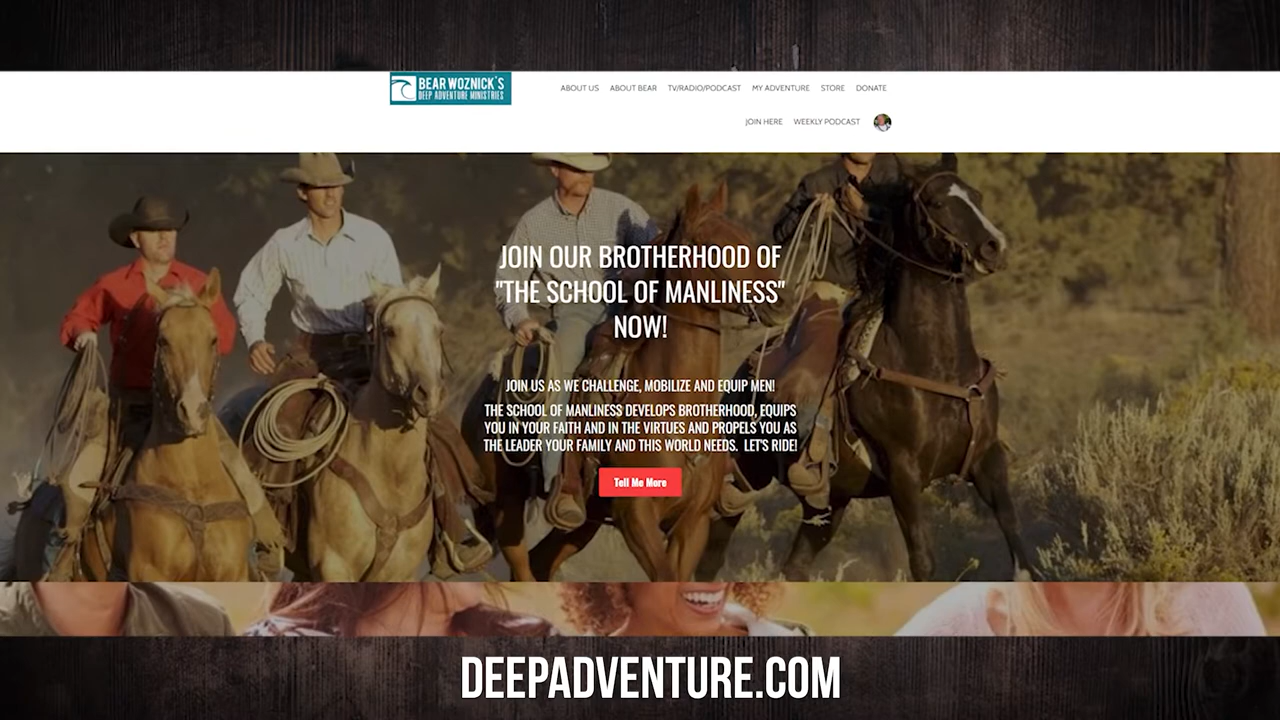 BEAR WOZNICK'S
DEEP ADVENTURE MINISTRIES
ABOUT US ABOUT BEAR TV/RADIO/PODCAST MY ADVENTURE STORE DONATE
JOIN HERE WEEKLY PODCAST
JOIN OUR BROTHERHOOD OF
"THE SCHOOL OF MANLINESS"
NOW!
JOIN US AS WE CHALLENGE, MOBILIZE AND EQUIP MEN!
THE SCHOOL OF MANLINESS DEVELOPS BROTHERHOOD, EQUIPS
YOU IN YOUR FAITH AND IN THE VIRTUES AND PROPELS YOU AS
THE LEADER YOUR FAMILY AND THIS WORLD NEEDS. LET'S RIDE!
Tell Me More
DEEPADVENTURE.COM